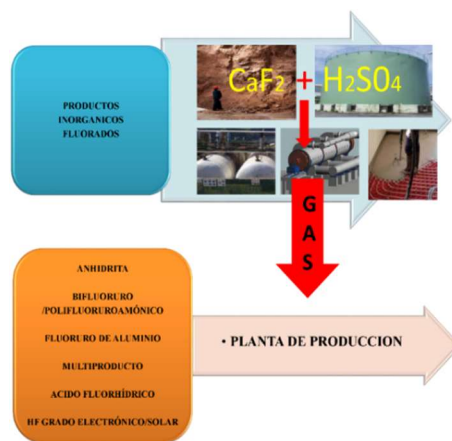 PRODUCTOS
INORGANICOS
FLUORADOS
CaF2 + H2SO4
G
A
S
ANHIDRITA
BIFLUORURO
/POLIFLUORUROAMÓNICO
FLUORURO DE ALUMINIO
MULTIPRODUCTO
ACIDO FLUORHÍDRICO
HF GRADO ELECTRÓNICO/SOLAR
• PLANTA DE PRODUCCION